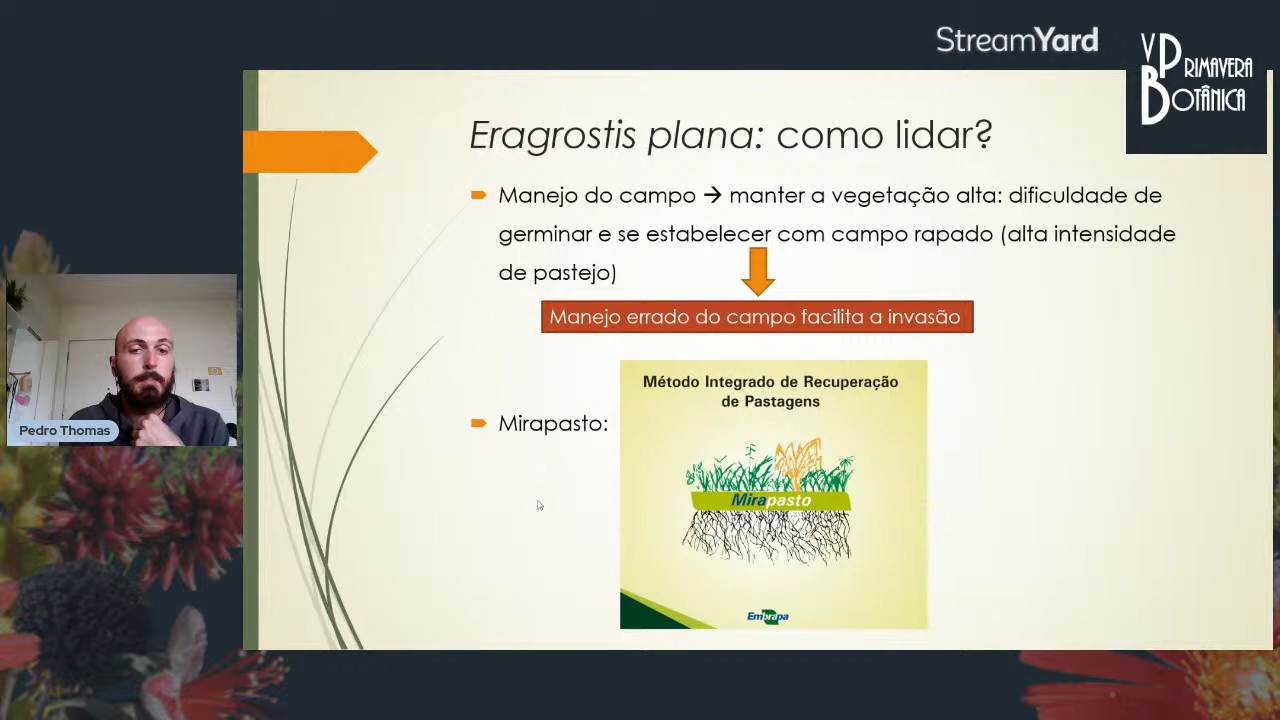 StreamYard
V PRIMAVERA
BOTÂNICA
Eragrostis plana: como lidar?
Manejo do campo → manter a vegetação alta: dificuldade de
germinar e se estabelecer com campo rapado (alta intensidade
de pastejo)
Manejo errado do campo facilita a invasão
Método Integrado de Recuperação
de Pastagens
Mirapasto:
Mirapasto
Embrapa
Pedro Thomas